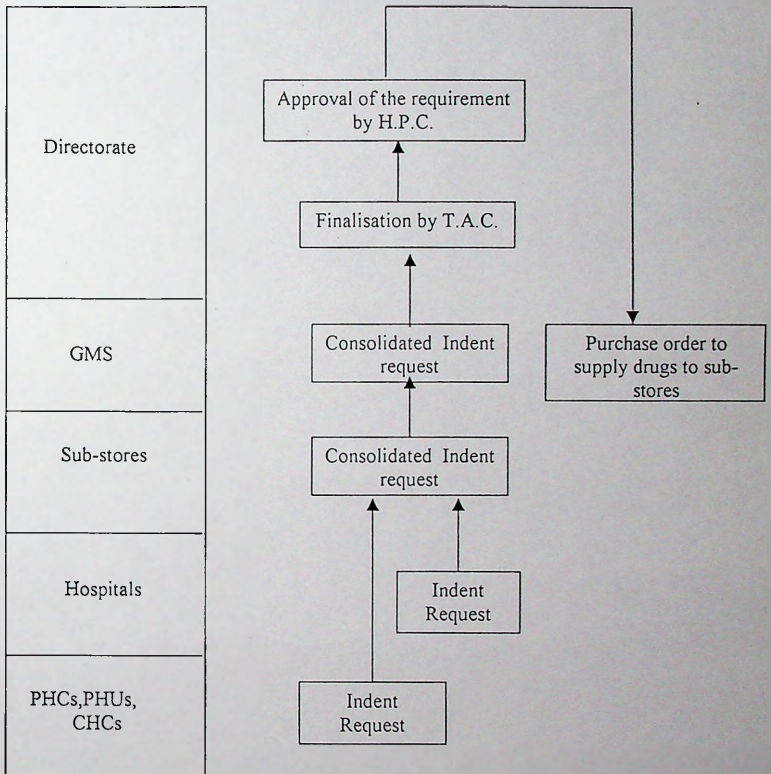 Approval of the requirement
by H.P.C.
Directorate
Finalisation by T.A.C.
GMS
Consolidated Indent
request
Purchase order to
supply drugs to sub-
stores
Sub-stores
Consolidated Indent
request
Hospitals
Indent
Request
PHCs,PHUs,
CHCs
Indent
Request